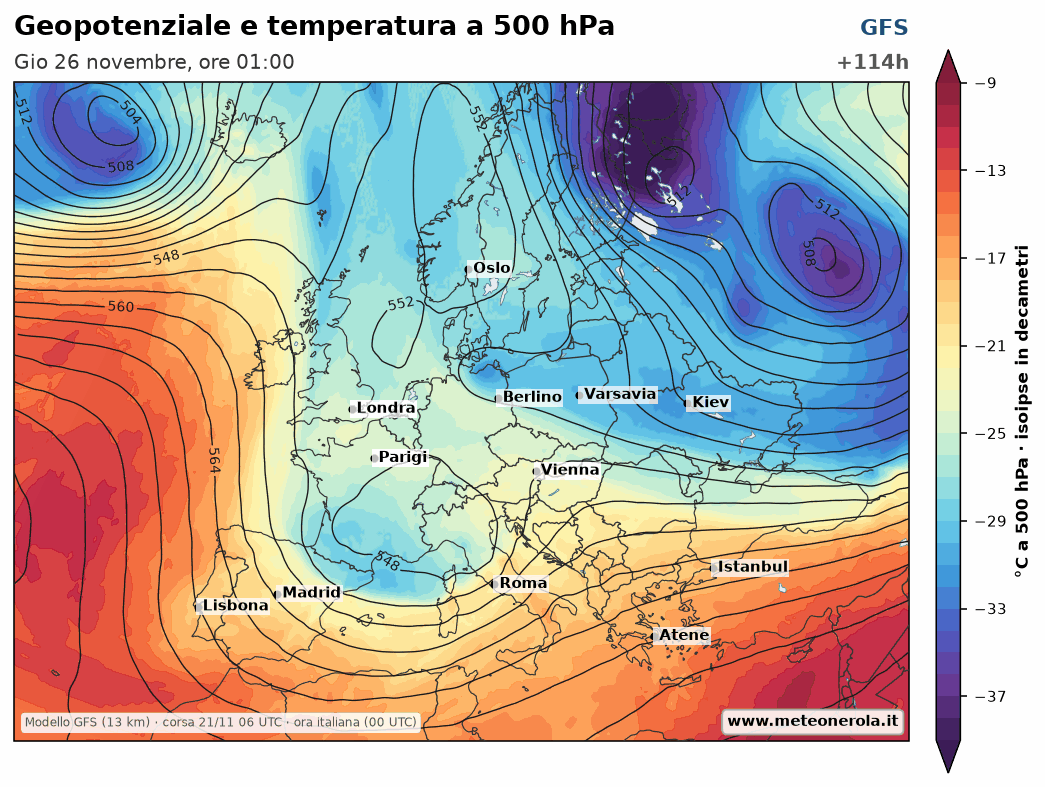 Geopotenziale e temperatura a 500 hPa
GFS
Gio 26 novembre, ore 01:00
+114h
512
504
508
552
512
512
508
548
560
552
564
548
Oslo
Londra
Berlino
Varsavia
Kiev
Parigi
Vienna
Madrid
Lisbona
Roma
Istanbul
Atene
−9
−13
−17
−21
−25
−29
−33
−37
°C a 500 hPa · isoipse in decametri
Modello GFS (13 km) · corsa 21/11 06 UTC · ora italiana (00 UTC)
www.meteonerola.it